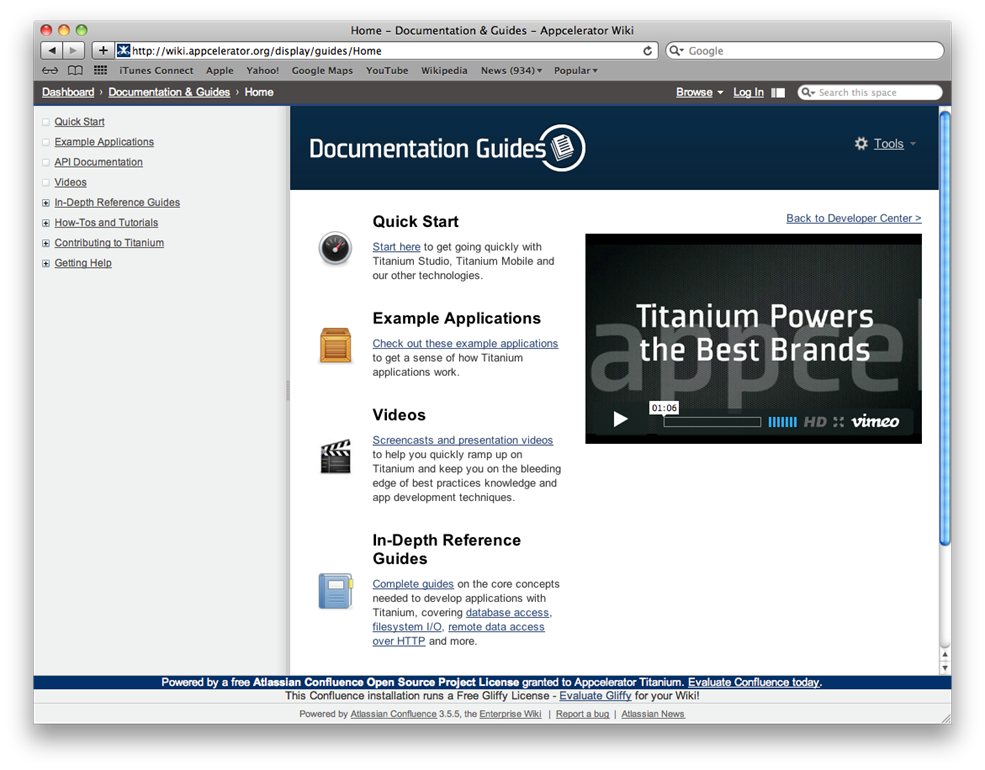 Home – Documentation & Guides – Appcelerator Wiki
http://wiki.appcelerator.org/display/guides/Home
Google
iTunes Connect Apple Yahoo! Google Maps YouTube Wikipedia News (934)▾ Popular▾
Dashboard › Documentation & Guides › Home
Browse Log In Search this space
Quick Start
Example Applications
API Documentation
Videos
In-Depth Reference Guides
How-Tos and Tutorials
Contributing to Titanium
Getting Help
Documentation Guides
Tools
Quick Start
Start here to get going quickly with
Titanium Studio, Titanium Mobile and
our other technologies.
Example Applications
Check out these example applications
to get a sense of how Titanium
applications work.
Videos
Screencasts and presentation videos
to help you quickly ramp up on
Titanium and keep you on the bleeding
edge of best practices knowledge and
app development techniques.
In-Depth Reference
Guides
Complete guides on the core concepts
needed to develop applications with
Titanium, covering database access,
filesystem I/O, remote data access
over HTTP and more.
Back to Developer Center >
appcel
Titanium Powers
the Best Brands
01:06
HD vimeo
Powered by a free Atlassian Confluence Open Source Project License granted to Appcelerator Titanium. Evaluate Confluence today.
This Confluence installation runs a Free Gliffy License - Evaluate Gliffy for your Wiki!
Powered by Atlassian Confluence 3.5.5, the Enterprise Wiki | Report a bug | Atlassian News